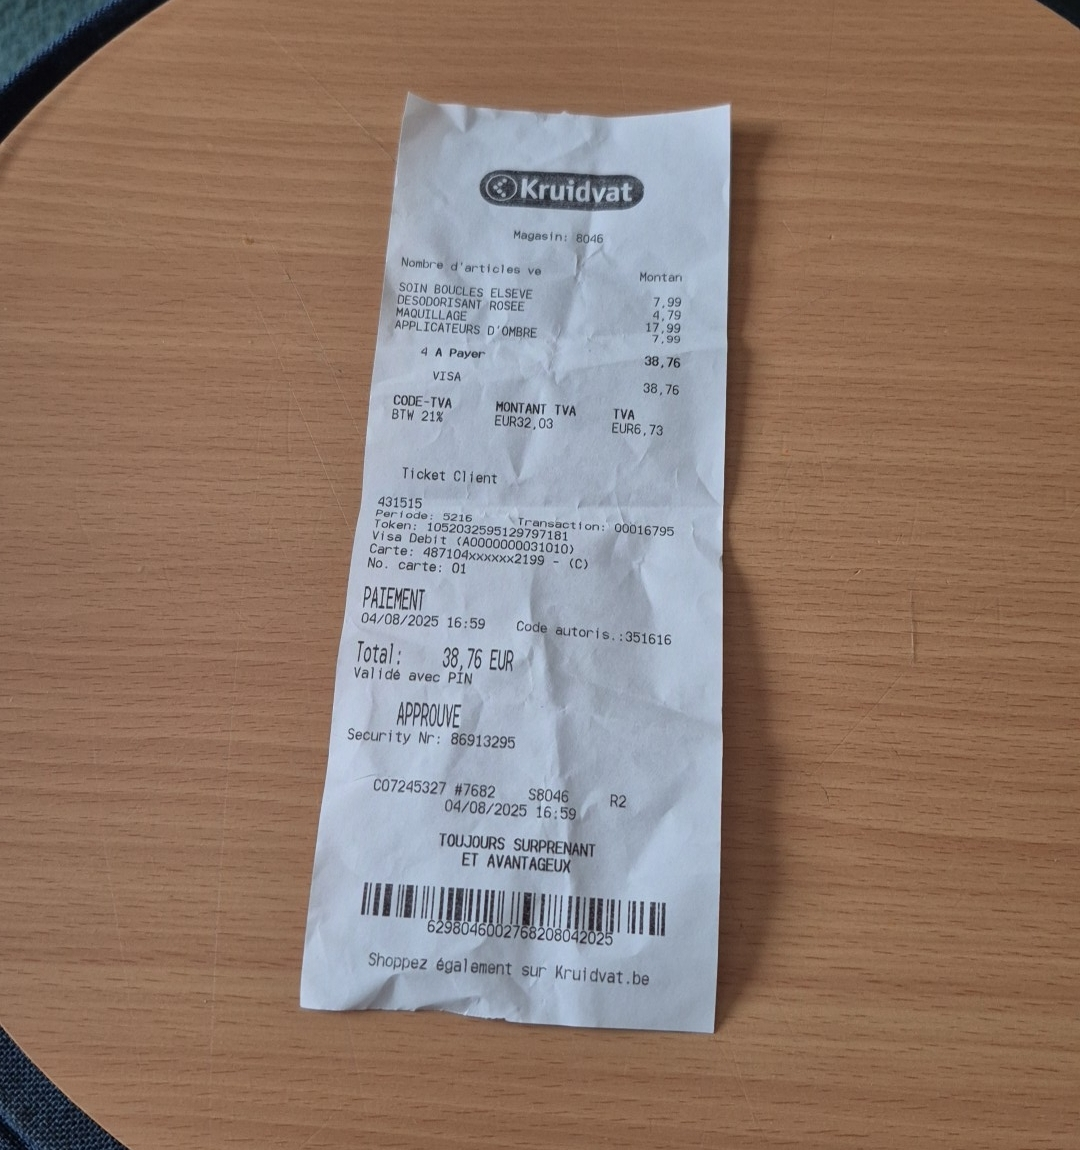 Kruidvat
Magasin: 8046
Nombre d'articles ve Montan
SOIN BOUCLES ELSEVE 7,99
DESODORISANT ROSEE 4,79
MAQUILLAGE 17,99
APPLICATEURS D'OMBRE 7,99
4 A Payer 38,76
VISA 38,76
CODE-TVA MONTANT TVA TVA
BTW 21% EUR32,03 EUR6,73
Ticket Client
431515
Periode: 5216 Transaction: 00016795
Token: 1052032595129797181
Visa Debit (A0000000031010)
Carte: 487104xxxxxx2199 - (C)
No. carte: 01
PAIEMENT
04/08/2025 16:59 Code autoris.:351616
Total: 38,76 EUR
Validé avec PIN
APPROUVE
Security Nr: 86913295
C07245327 #7682 S8046 R2
04/08/2025 16:59
TOUJOURS SURPRENANT
ET AVANTAGEUX
6298046002768208042025
Shoppez également sur Kruidvat.be